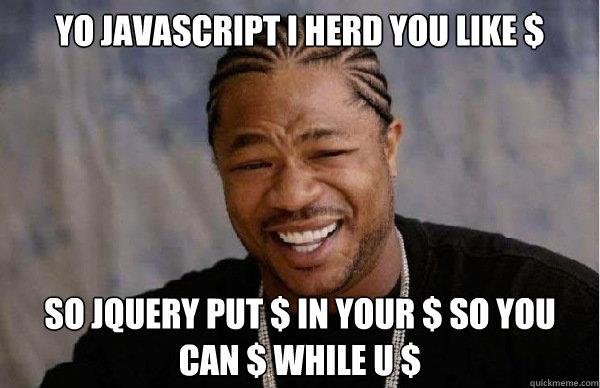 YO JAVASCRIPT I HERD YOU LIKE $
SO JQUERY PUT $ IN YOUR $ SO YOU
CAN $ WHILE U $
quickmeme.com